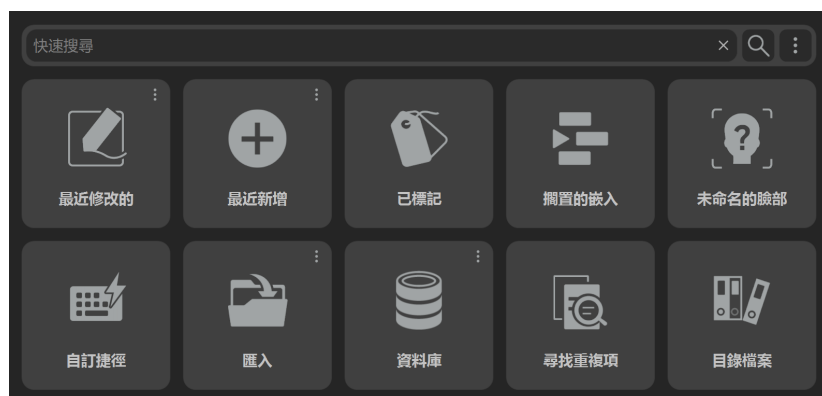 快速搜尋
最近修改的
最近新增
已標記
擱置的嵌入
未命名的臉部
自訂捷徑
匯入
資料庫
尋找重複項
目錄檔案